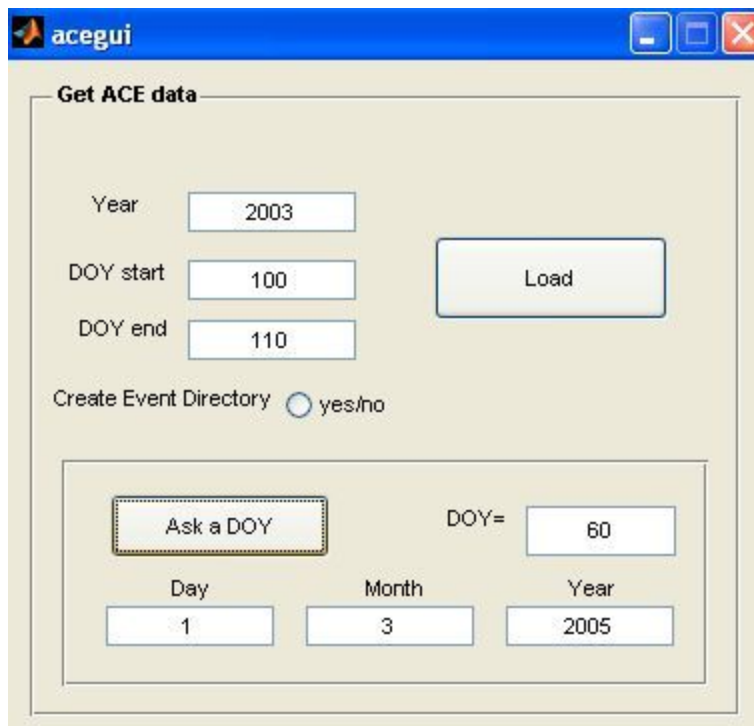 acegui
Get ACE data
Year 2003
DOY start 100
Load
DOY end 110
Create Event Directory yes/no
Ask a DOY DOY= 60
Day Month Year
1 3 2005